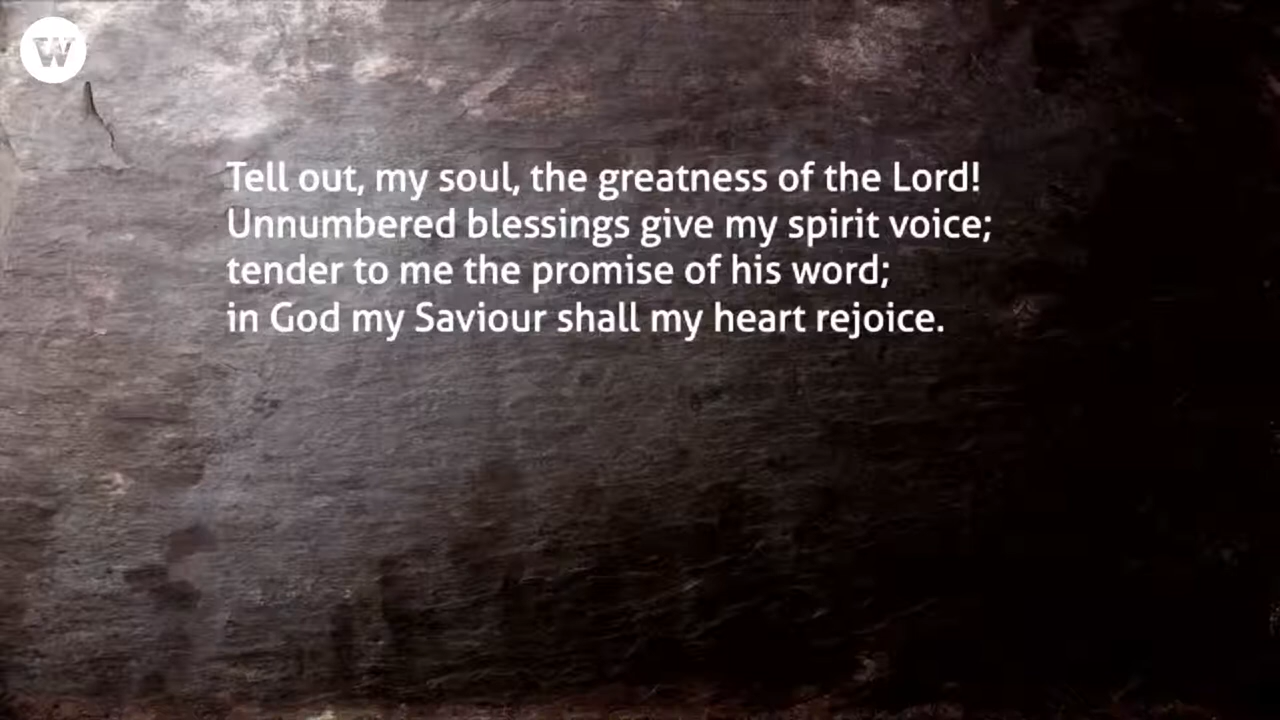 W
Tell out, my soul, the greatness of the Lord!
Unnumbered blessings give my spirit voice;
tender to me the promise of his word;
in God my Saviour shall my heart rejoice.